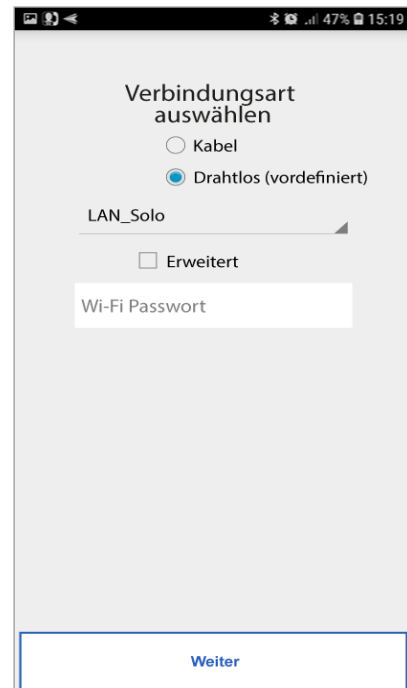 47% 15:19
Verbindungsart
auswählen
Kabel
Drahtlos (vordefiniert)
LAN_Solo
Erweitert
Wi-Fi Passwort
Weiter